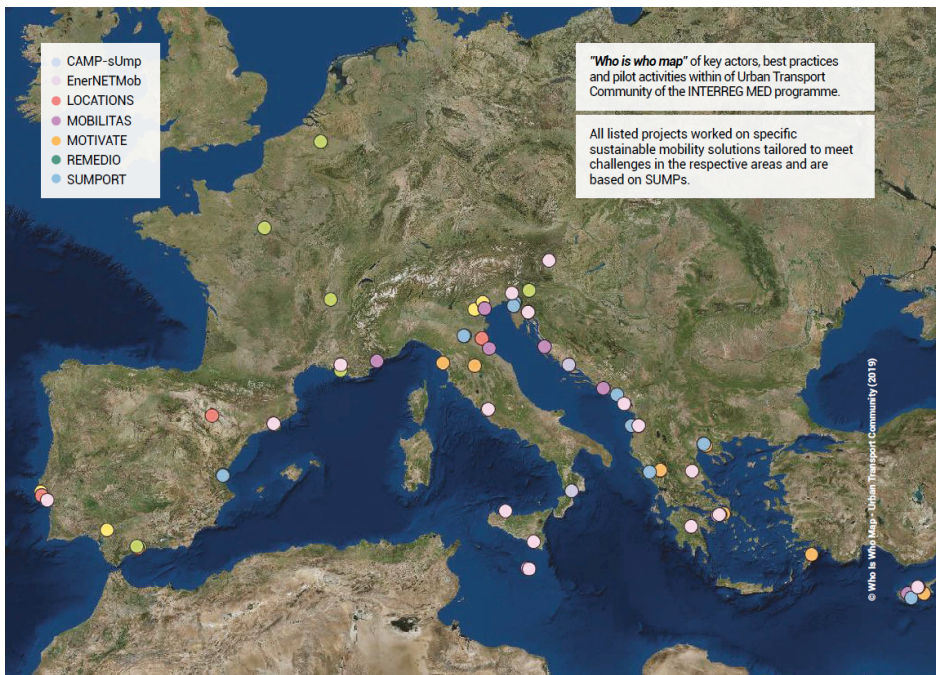 CAMP-sUmp
EnerNETMob
LOCATIONS
MOBILITAS
MOTIVATE
REMEDIO
SUMPORT
"Who is who map" of key actors, best practices
and pilot activities within of Urban Transport
Community of the INTERREG MED programme.
All listed projects worked on specific
sustainable mobility solutions tailored to meet
challenges in the respective areas and are
based on SUMPs.
© Who Is Who Map - Urban Transport Community (2019)